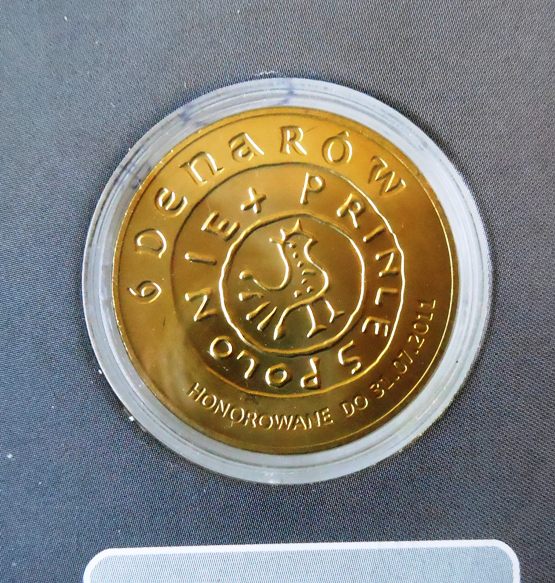 6 DENARÓW
+ PRINLES POLONIE
HONOROWANE DO 31.07.2011